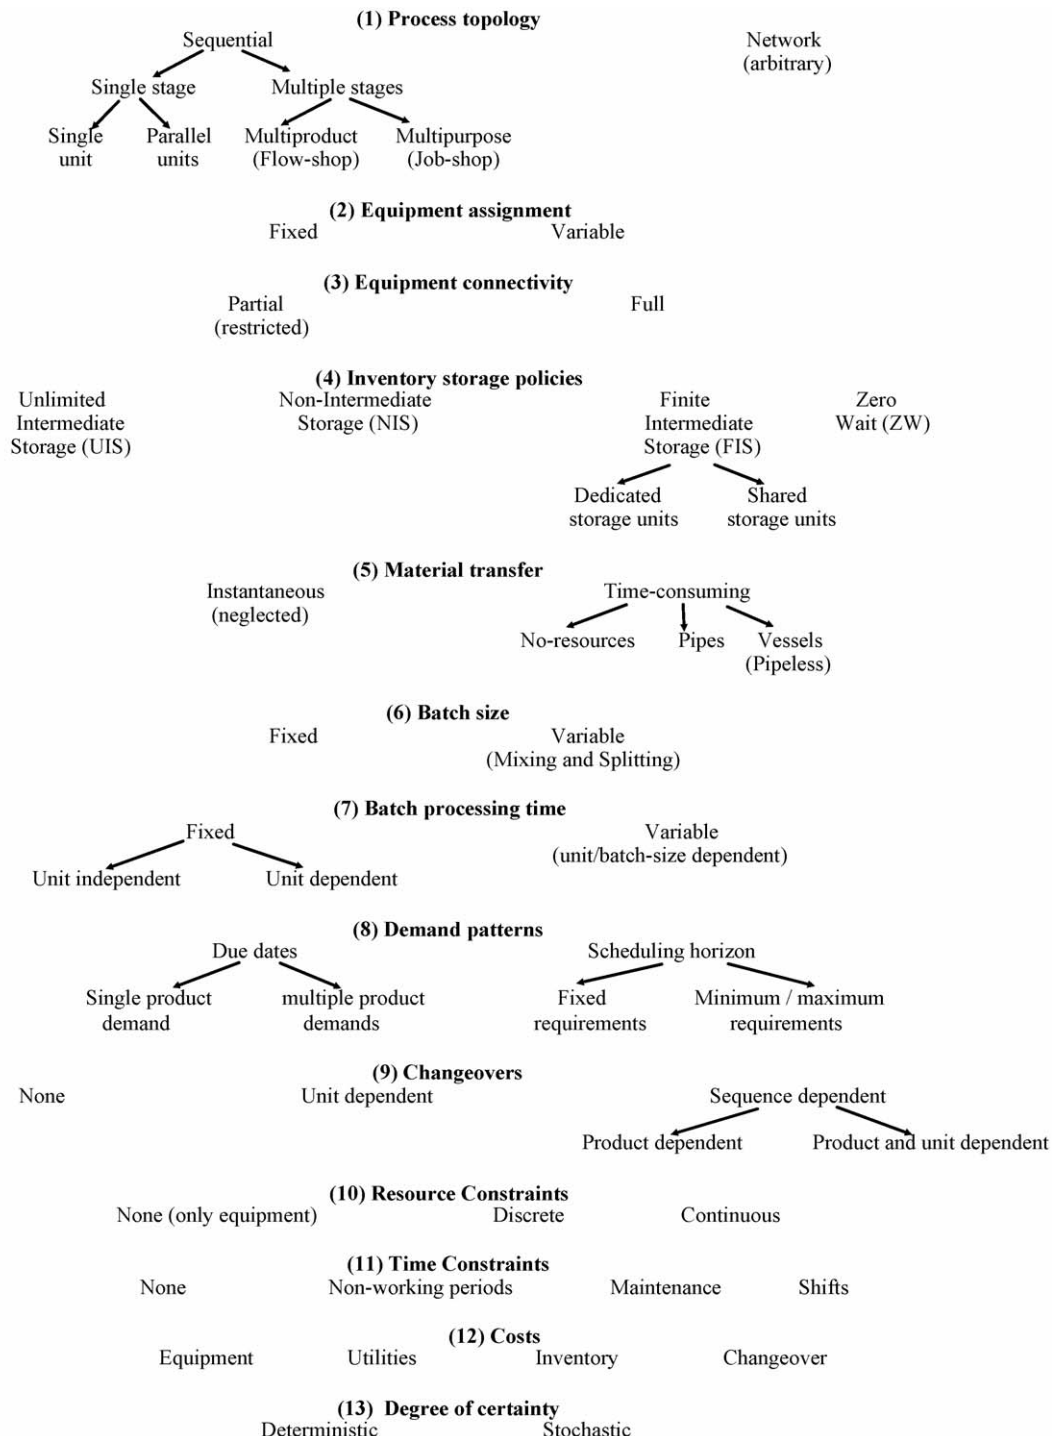 (1) Process topology
Sequential Network
(arbitrary)
Single stage Multiple stages
Single Parallel Multiproduct Multipurpose
unit units (Flow-shop) (Job-shop)
(2) Equipment assignment
Fixed Variable
(3) Equipment connectivity
Partial Full
(restricted)
(4) Inventory storage policies
Unlimited Non-Intermediate Finite Zero
Intermediate Storage (NIS) Intermediate Wait (ZW)
Storage (UIS) Storage (FIS)
Dedicated Shared
storage units storage units
(5) Material transfer
Instantaneous Time-consuming
(neglected)
No-resources Pipes Vessels
(Pipeless)
(6) Batch size
Fixed Variable
(Mixing and Splitting)
(7) Batch processing time
Fixed Variable
(unit/batch-size dependent)
Unit independent Unit dependent
(8) Demand patterns
Due dates Scheduling horizon
Single product multiple product Fixed Minimum / maximum
demand demands requirements requirements
(9) Changeovers
None Unit dependent Sequence dependent
Product dependent Product and unit dependent
(10) Resource Constraints
None (only equipment) Discrete Continuous
(11) Time Constraints
None Non-working periods Maintenance Shifts
(12) Costs
Equipment Utilities Inventory Changeover
(13) Degree of certainty
Deterministic Stochastic